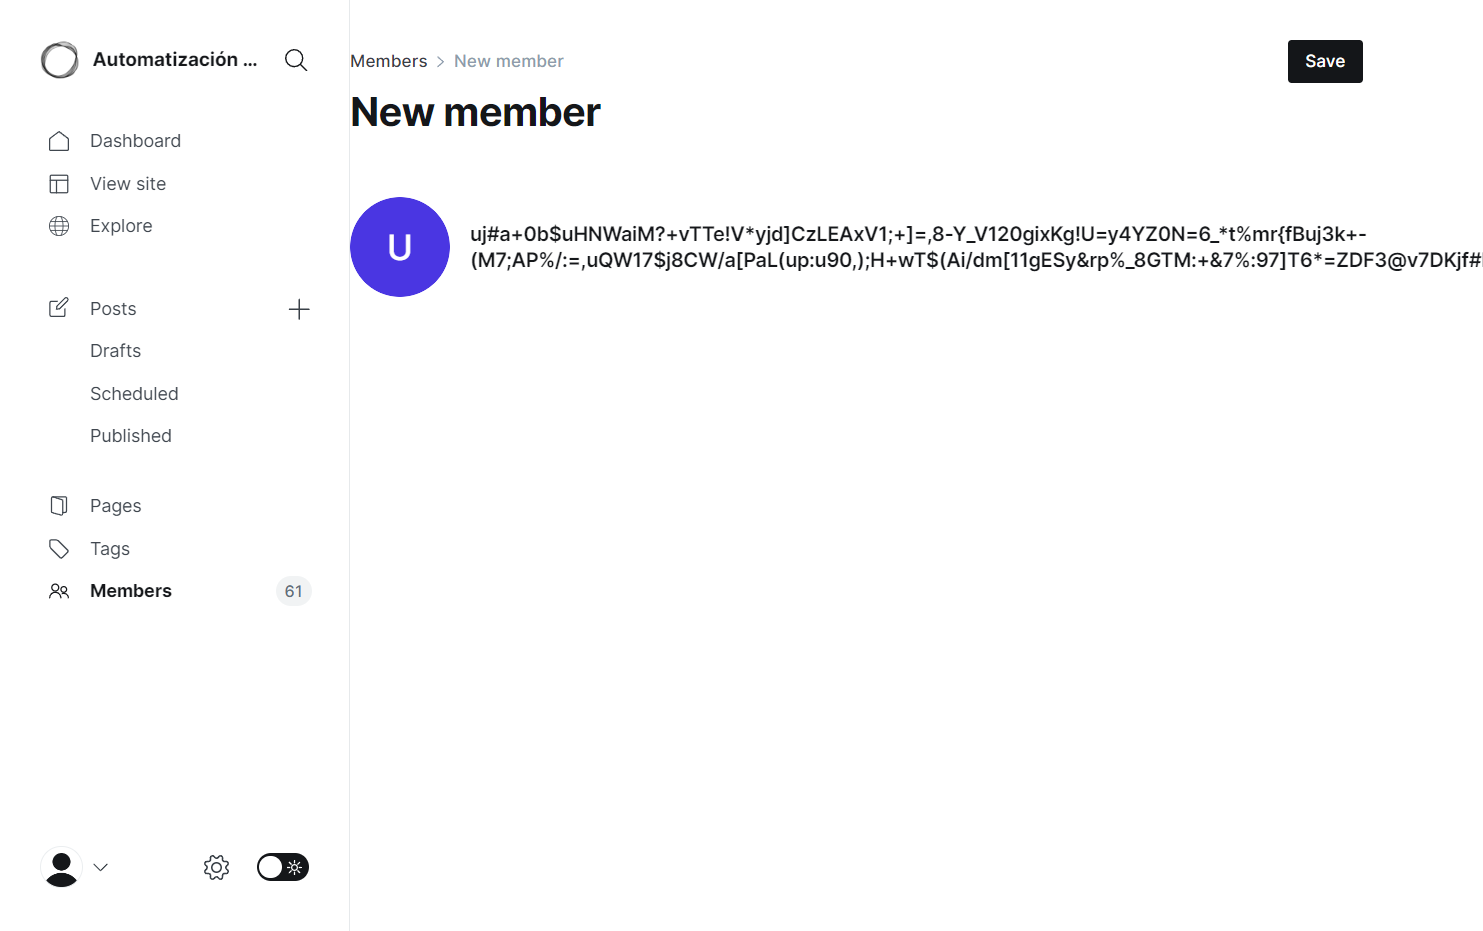 Automatización ...
Members > New member
Save
New member
Dashboard
View site
Explore
U
uj#a+0b$uHNWaiM?+vTTe!V*yjd]CzLEAxV1;+]=,8-Y_V120gixKg!U=y4YZ0N=6_*t%mr{fBuj3k+-
(M7;AP%/:=,uQW17$j8CW/a[PaL(up:u90,);H+wT$(Ai/dm[11gESy&rp%_8GTM:+&7%:97]T6*=ZDF3@v7DKjf#
Posts
Drafts
Scheduled
Published
Pages
Tags
Members 61